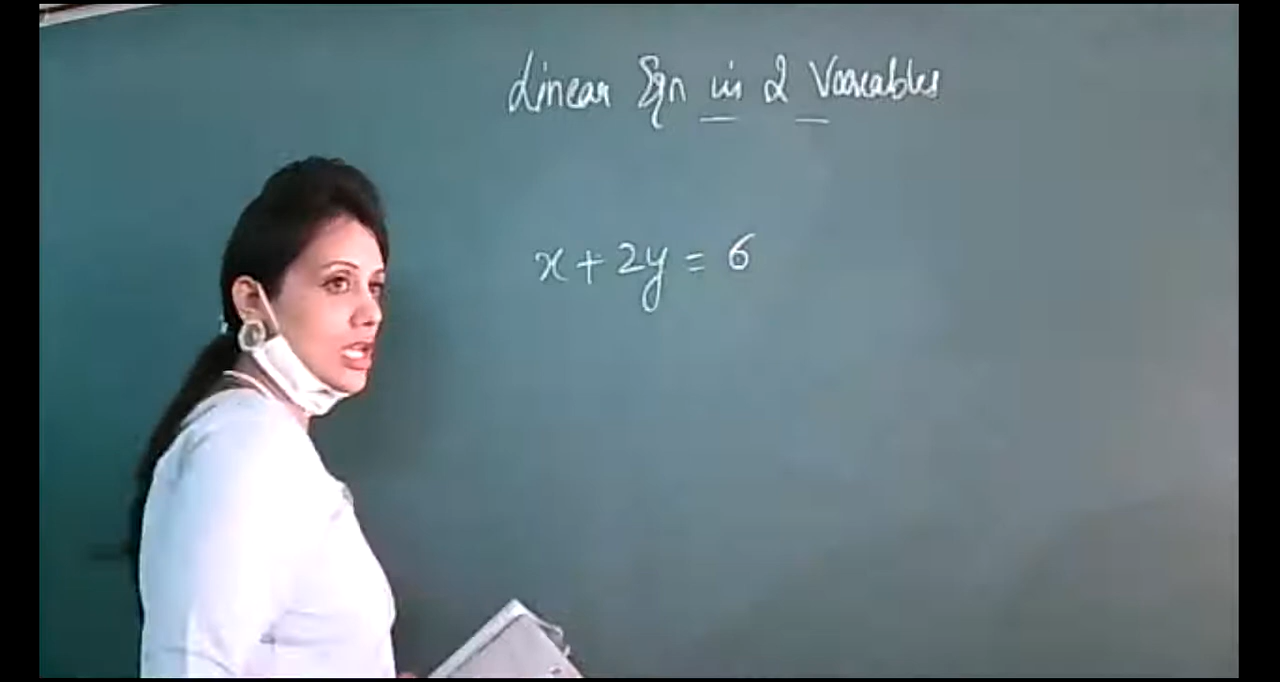 Linear Eqn in 2 Variables
x + 2y = 6